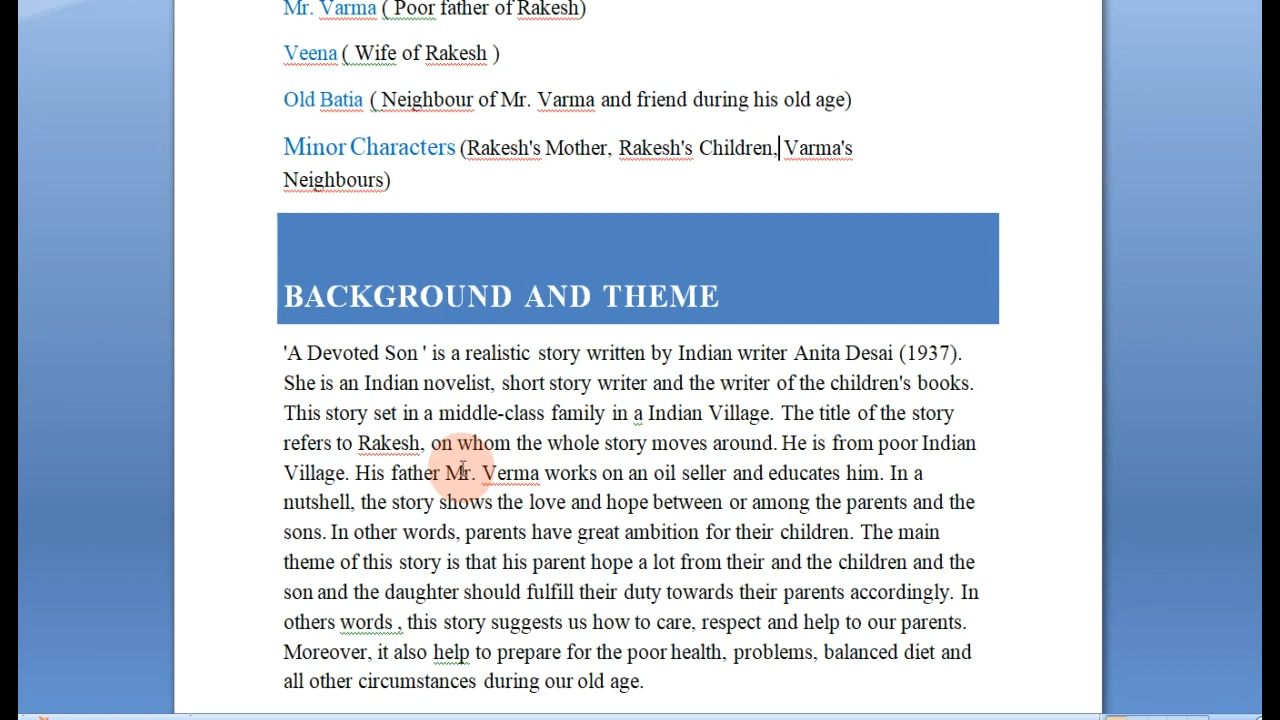 Mr. Varma ( Poor father of Rakesh)
Veena ( Wife of Rakesh )
Old Batia ( Neighbour of Mr. Varma and friend during his old age)
Minor Characters (Rakesh's Mother, Rakesh's Children, Varma's
Neighbours)
BACKGROUND AND THEME
'A Devoted Son ' is a realistic story written by Indian writer Anita Desai (1937).
She is an Indian novelist, short story writer and the writer of the children's books.
This story set in a middle-class family in a Indian Village. The title of the story
refers to Rakesh, on whom the whole story moves around. He is from poor Indian
Village. His father Mr. Verma works on an oil seller and educates him. In a
nutshell, the story shows the love and hope between or among the parents and the
sons. In other words, parents have great ambition for their children. The main
theme of this story is that his parent hope a lot from their and the children and the
son and the daughter should fulfill their duty towards their parents accordingly. In
others words , this story suggests us how to care, respect and help to our parents.
Moreover, it also help to prepare for the poor health, problems, balanced diet and
all other circumstances during our old age.